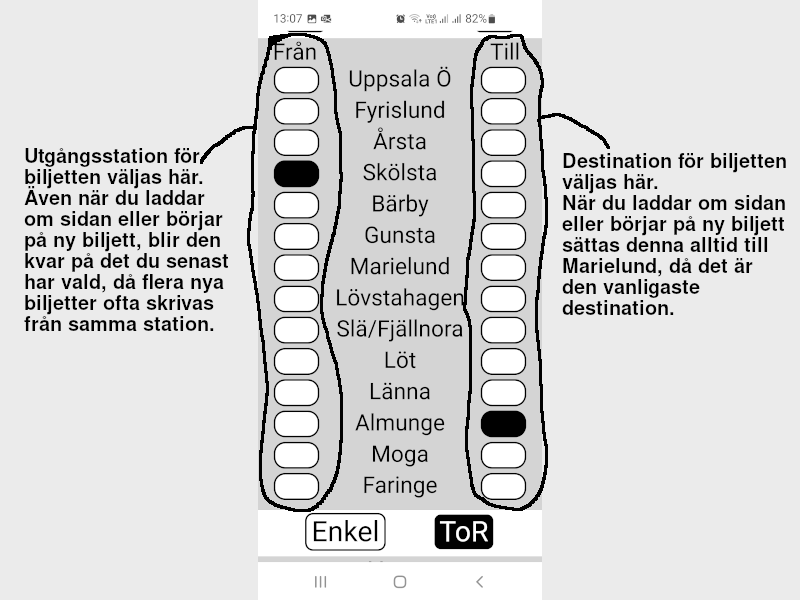 13:07
Voo LTE1 82%
Från Till
Utgångsstation för
biljetten väljas här.
Även när du laddar
om sidan eller börjar
på ny biljett, blir den
kvar på det du senast
har vald, då flera nya
biljetter ofta skrivas
från samma station.
Uppsala Ö
Fyrislund
Årsta
Skölsta
Bärby
Gunsta
Marielund
Lövstahagen
Slä/Fjällnora
Löt
Länna
Almunge
Moga
Faringe
Destination för biljetten
väljas här.
När du laddar om sidan
eller börjar på ny biljett
sättas denna alltid till
Marielund, då det är
den vanligaste
destination.
Enkel ToR